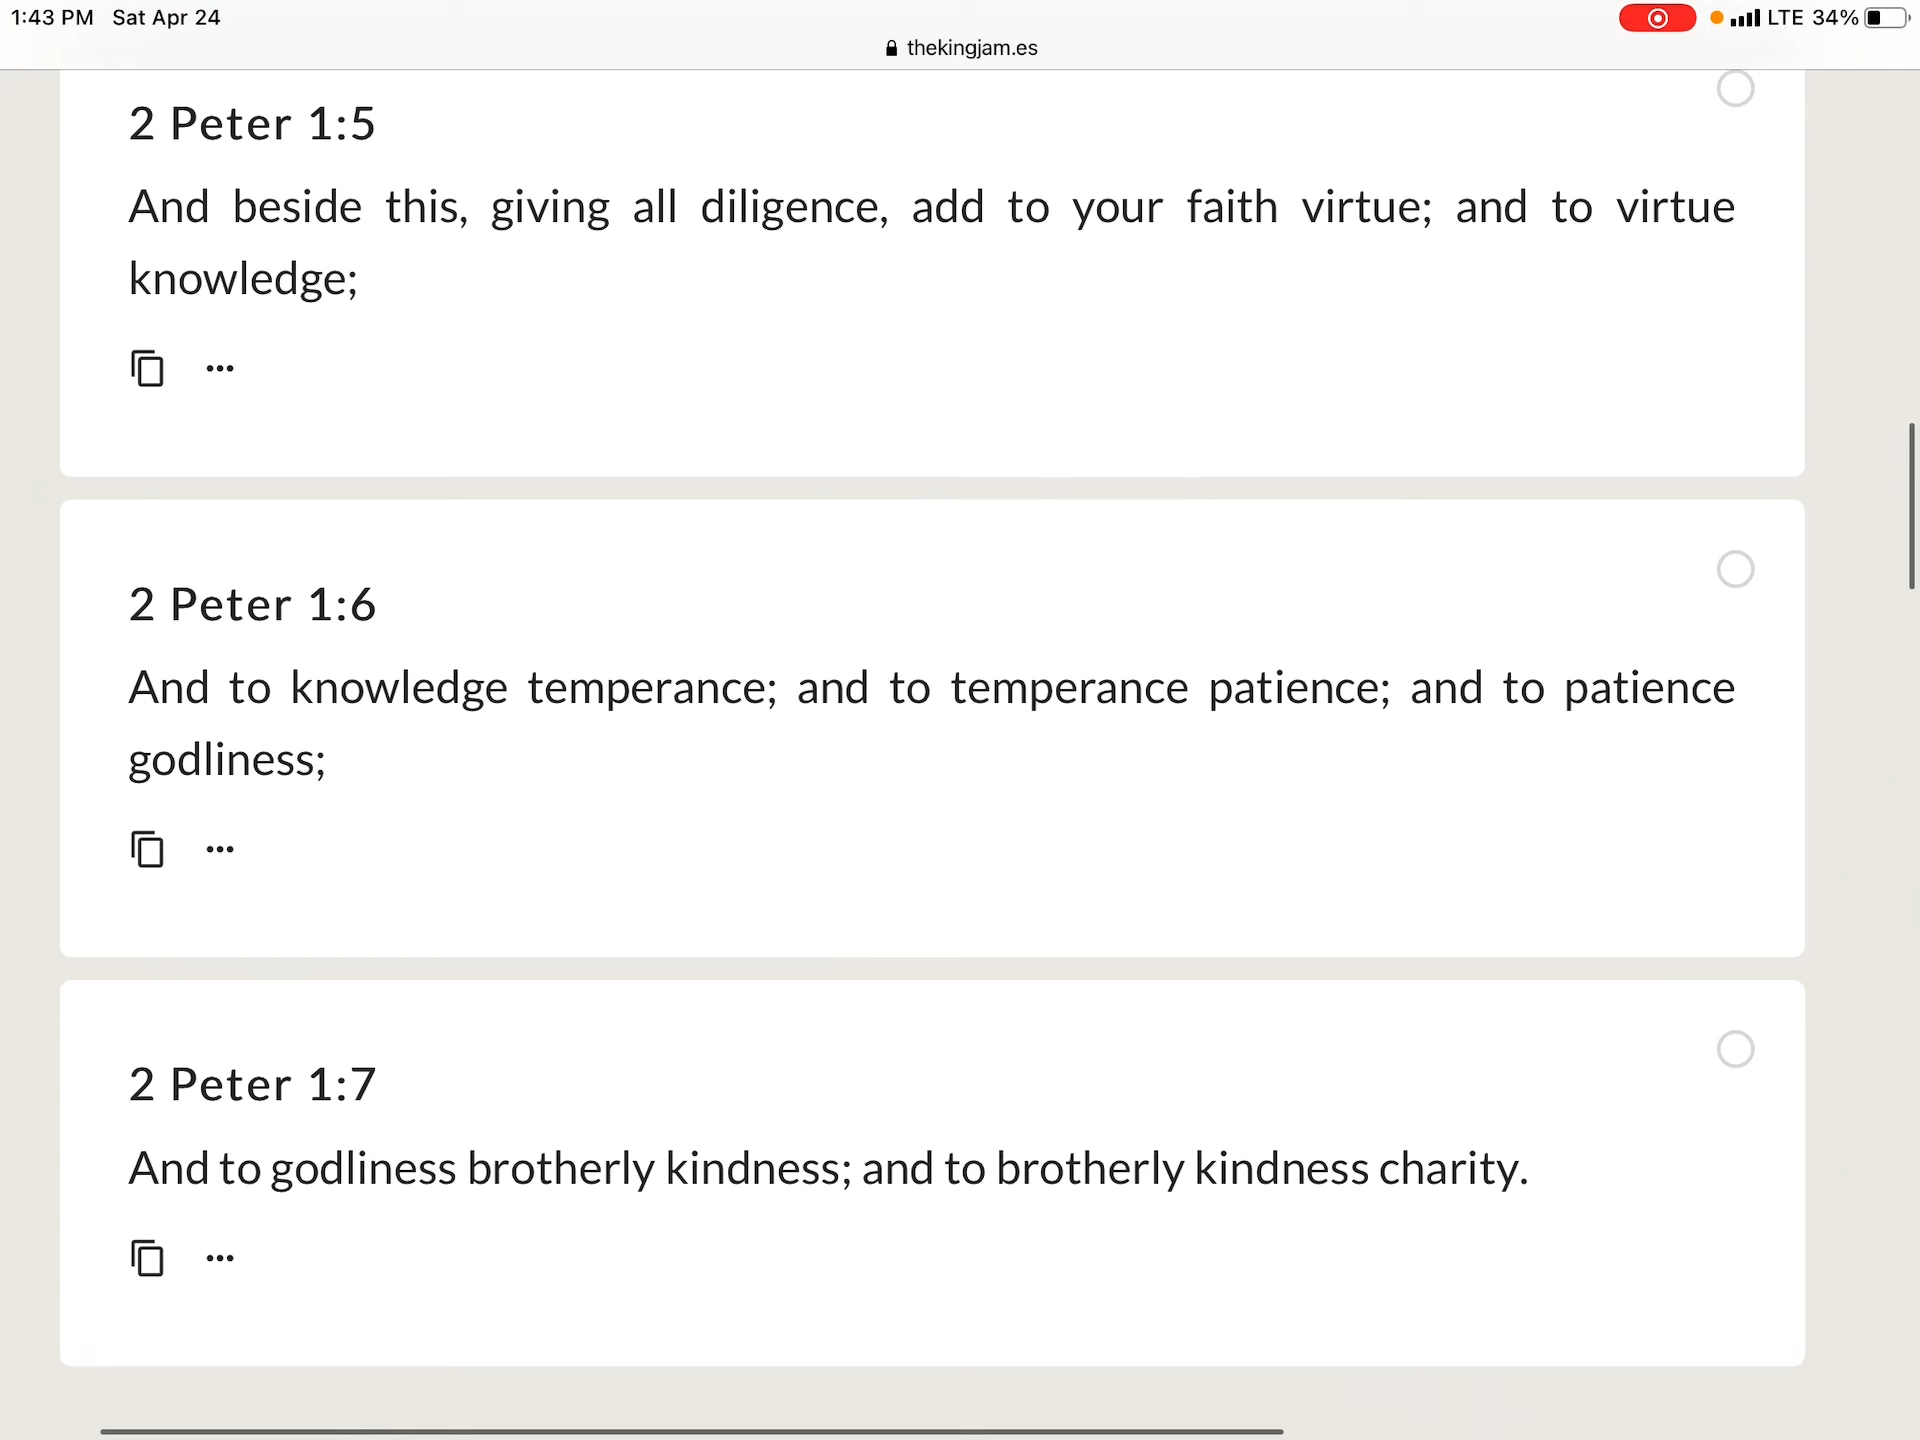 1:43 PM Sat Apr 24
LTE 34%
thekingjam.es
2 Peter 1:5
And beside this, giving all diligence, add to your faith virtue; and to virtue
knowledge;
2 Peter 1:6
And to knowledge temperance; and to temperance patience; and to patience
godliness;
2 Peter 1:7
And to godliness brotherly kindness; and to brotherly kindness charity.